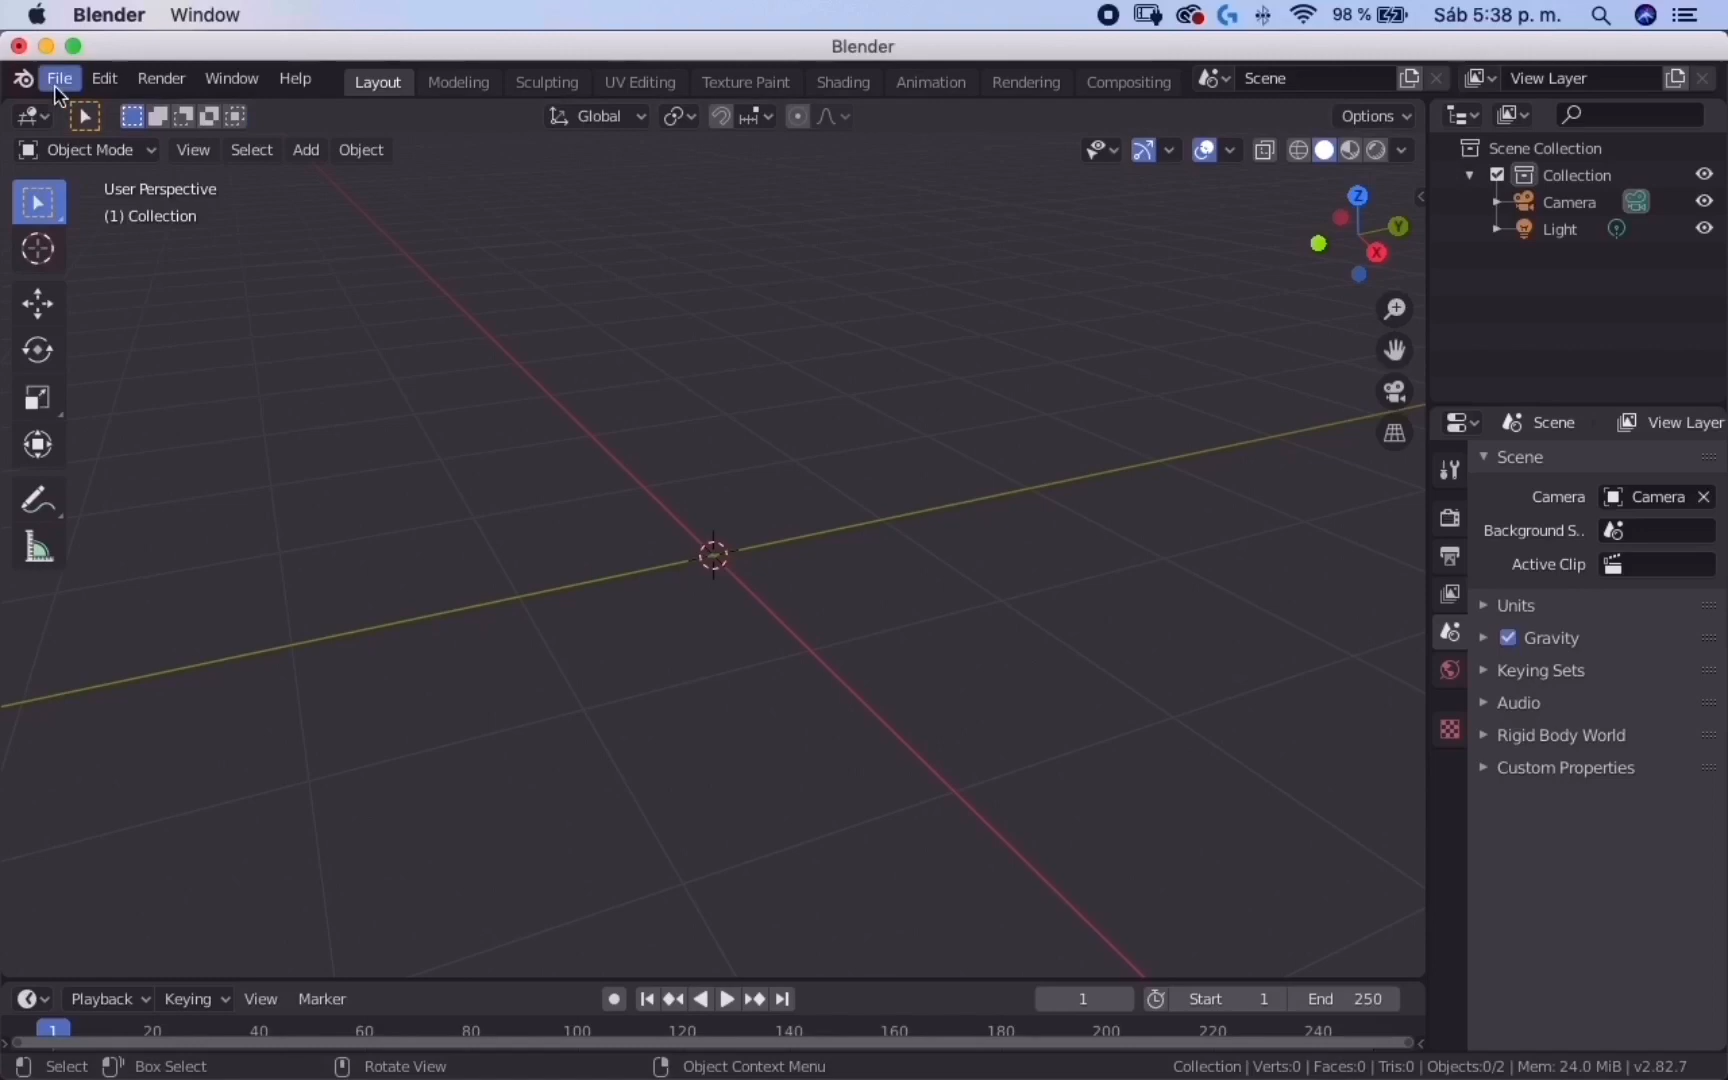 Blender Window 98 % Sáb 5:38 p. m.
Blender
File Edit Render Window Help Layout Modeling Sculpting UV Editing Texture Paint Shading Animation Rendering Compositing Scene View Layer
Global Options
Object Mode View Select Add Object
Scene Collection
Collection
Camera
Light
User Perspective
(1) Collection
Z
Y
X
Scene View Layer
Scene
Camera Camera
Background S..
Active Clip
Units
Gravity
Keying Sets
Audio
Rigid Body World
Custom Properties
Playback Keying View Marker 1 Start 1 End 250
1 20 40 60 80 100 120 140 160 180 200 220 240
Select Box Select Rotate View Object Context Menu Collection | Verts:0 | Faces:0 | Tris:0 | Objects:0/2 | Mem: 24.0 MiB | v2.82.7